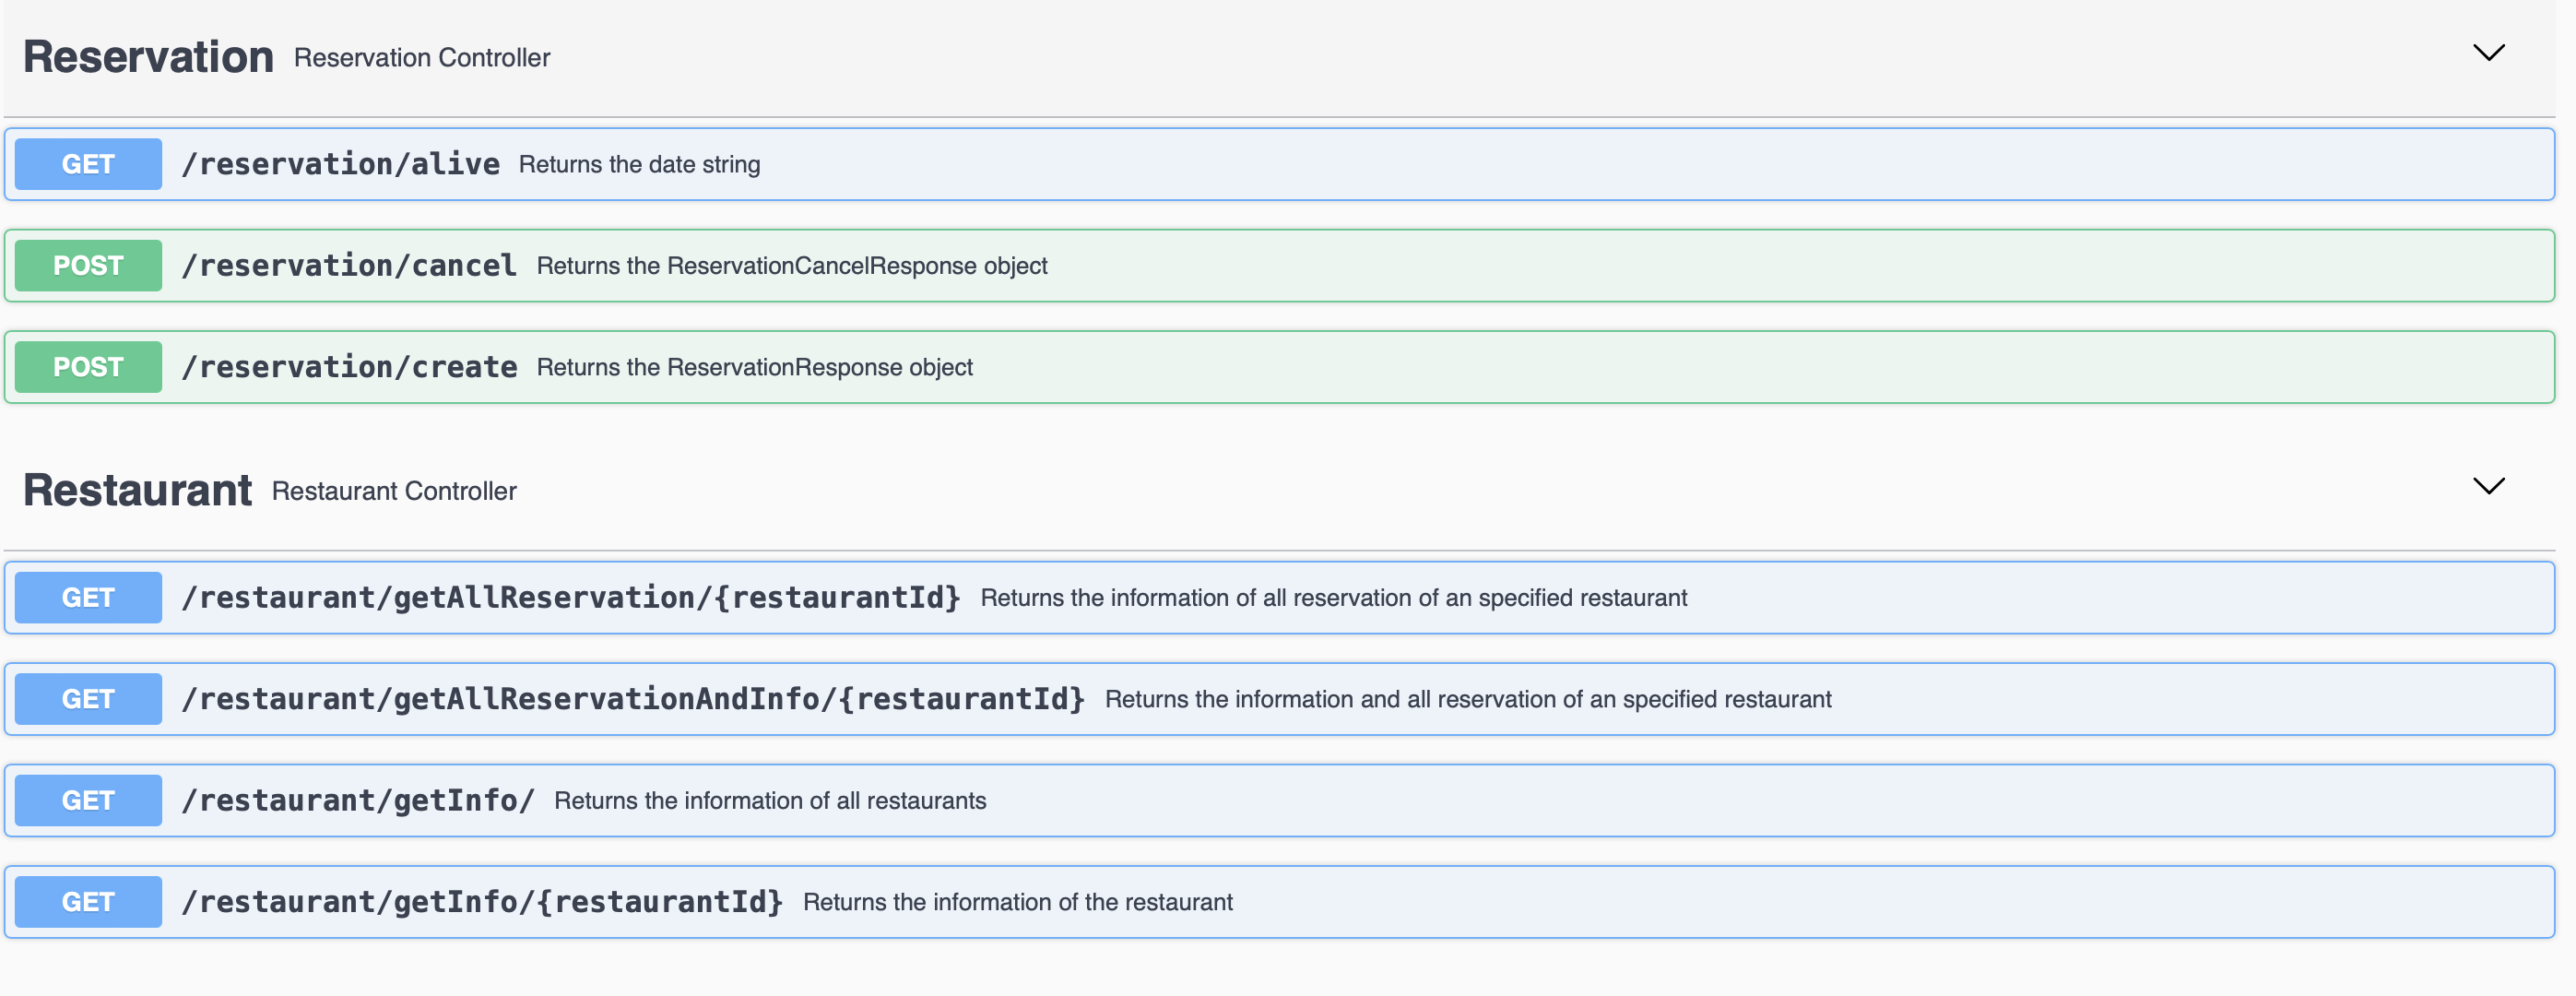 Reservation Reservation Controller
GET /reservation/alive Returns the date string
POST /reservation/cancel Returns the ReservationCancelResponse object
POST /reservation/create Returns the ReservationResponse object
Restaurant Restaurant Controller
GET /restaurant/getAllReservation/{restaurantId} Returns the information of all reservation of an specified restaurant
GET /restaurant/getAllReservationAndInfo/{restaurantId} Returns the information and all reservation of an specified restaurant
GET /restaurant/getInfo/ Returns the information of all restaurants
GET /restaurant/getInfo/{restaurantId} Returns the information of the restaurant